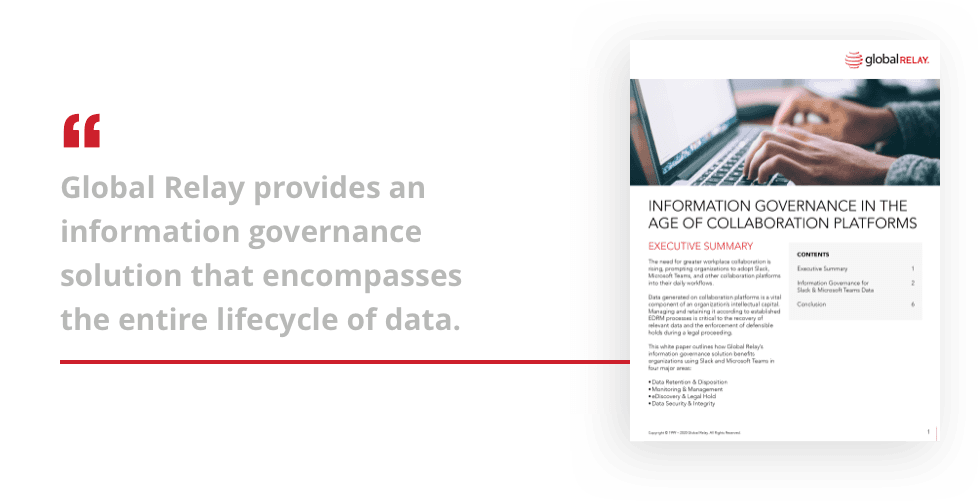 “
Global Relay provides an
information governance
solution that encompasses
the entire lifecycle of data.
globalRELAY.
INFORMATION GOVERNANCE IN THE
AGE OF COLLABORATION PLATFORMS
EXECUTIVE SUMMARY
The need for greater workplace collaboration is
rising, prompting organizations to adopt Slack,
Microsoft Teams, and other collaboration platforms
into their daily workflows.
Data generated on collaboration platforms is a vital
component of an organization's intellectual capital.
Managing and retaining it according to established
EDRM processes is critical to the recovery of
relevant data and the enforcement of defensible
holds during a legal proceeding.
This white paper outlines how Global Relay's
information governance solution benefits
organizations using Slack and Microsoft Teams in
four major areas:
• Data Retention & Disposition
• Monitoring & Management
• eDiscovery & Legal Hold
• Data Security & Integrity
CONTENTS
Executive Summary 1
Information Governance for 2
Slack & Microsoft Teams Data
Conclusion 6
Copyright © 1999 – 2020 Global Relay. All Rights Reserved. 1